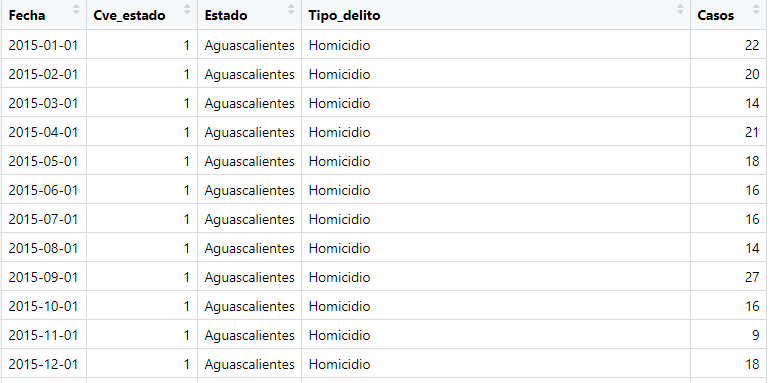 Fecha Cve_estado Estado Tipo_delito Casos
2015-01-01 1 Aguascalientes Homicidio 22
2015-02-01 1 Aguascalientes Homicidio 20
2015-03-01 1 Aguascalientes Homicidio 14
2015-04-01 1 Aguascalientes Homicidio 21
2015-05-01 1 Aguascalientes Homicidio 18
2015-06-01 1 Aguascalientes Homicidio 16
2015-07-01 1 Aguascalientes Homicidio 16
2015-08-01 1 Aguascalientes Homicidio 14
2015-09-01 1 Aguascalientes Homicidio 27
2015-10-01 1 Aguascalientes Homicidio 16
2015-11-01 1 Aguascalientes Homicidio 9
2015-12-01 1 Aguascalientes Homicidio 18